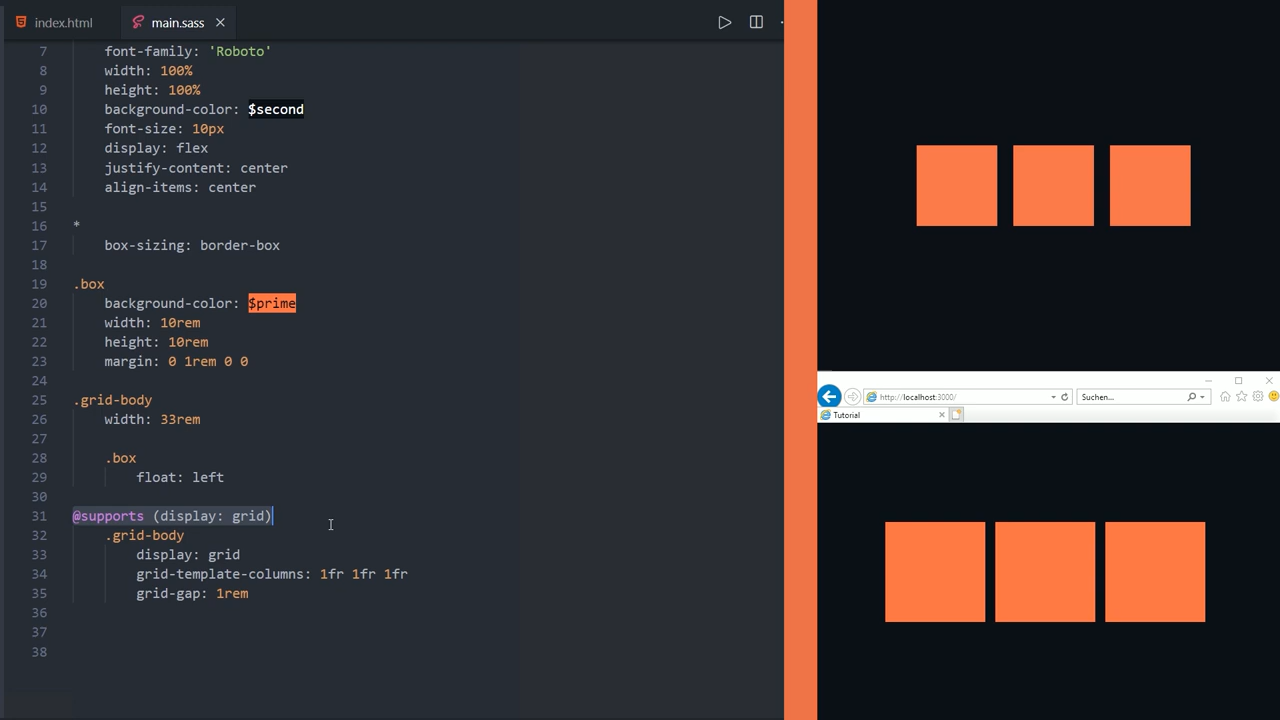 index.html
main.sass
7 font-family: 'Roboto'
8 width: 100%
9 height: 100%
10 background-color: $second
11 font-size: 10px
12 display: flex
13 justify-content: center
14 align-items: center
15
16 *
17 box-sizing: border-box
18
19 .box
20 background-color: $prime
21 width: 10rem
22 height: 10rem
23 margin: 0 1rem 0 0
24
25 .grid-body
26 width: 33rem
27
28 .box
29 float: left
30
31 @supports (display: grid)
32 .grid-body
33 display: grid
34 grid-template-columns: 1fr 1fr 1fr
35 grid-gap: 1rem
36
37
38
http://localhost:3000/
Suchen...
Tutorial